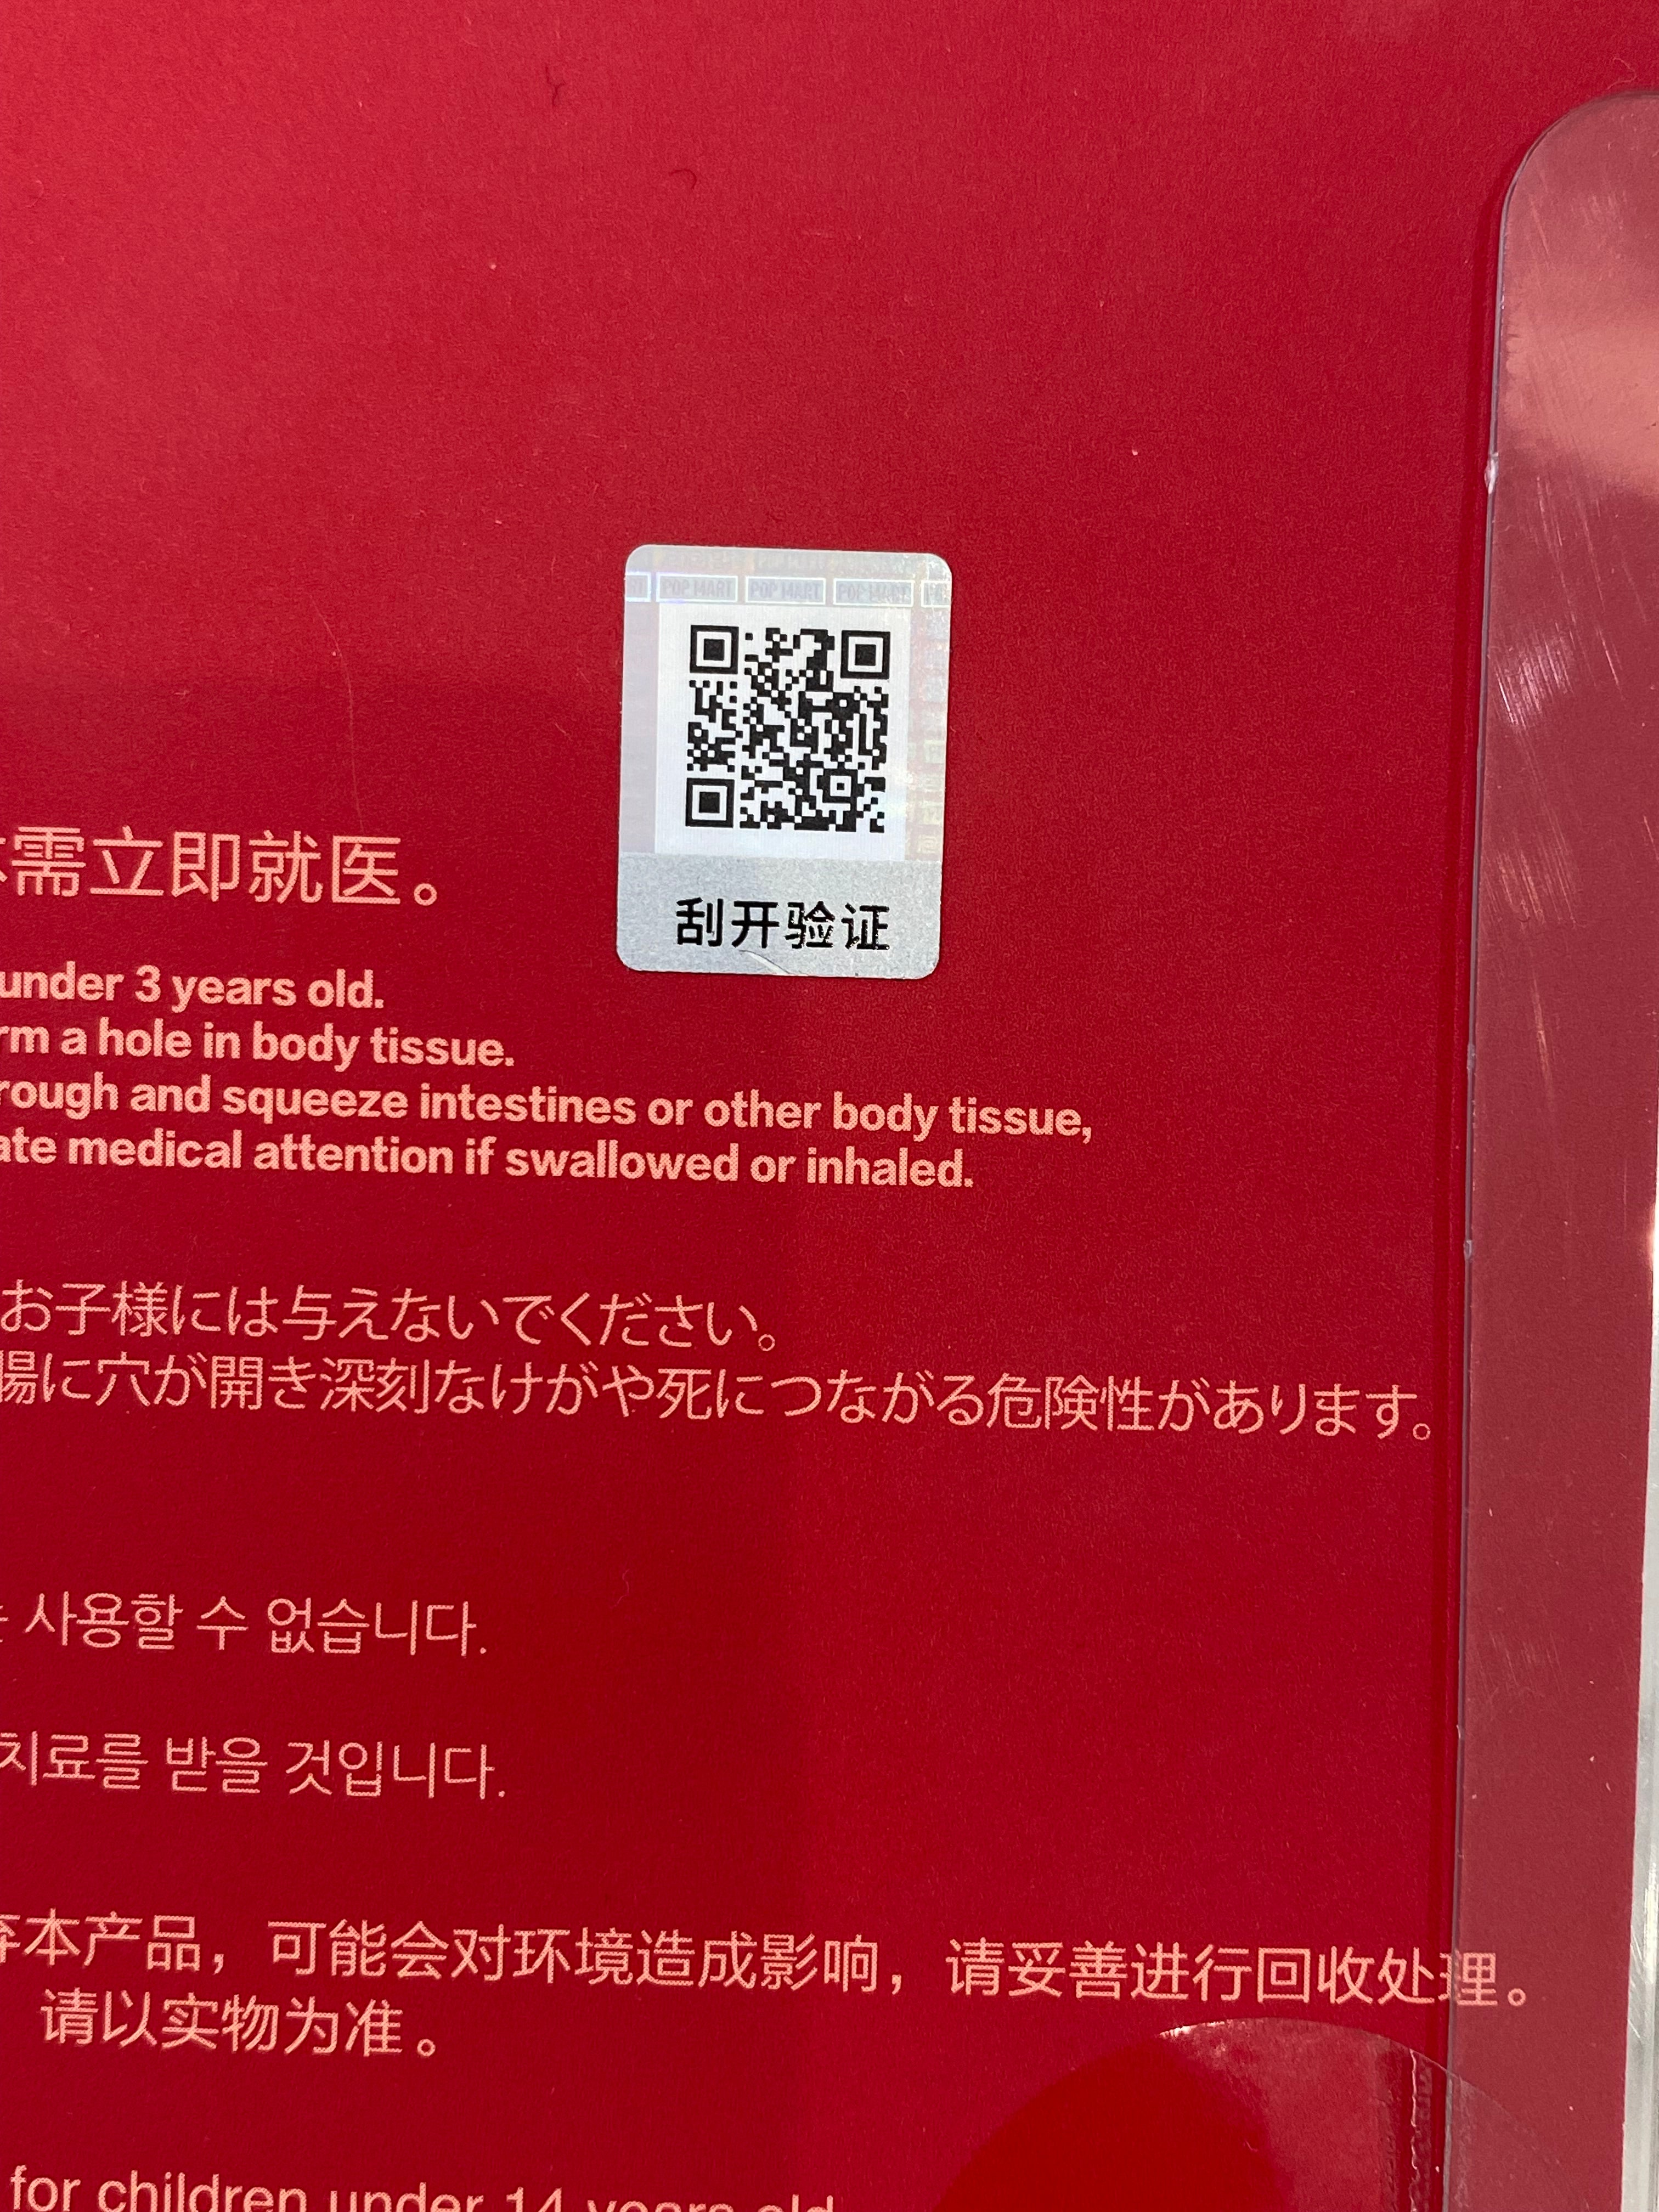 POP MART POP MART POP MART
刮开验证
需立即就医。
under 3 years old.
a hole in body tissue.
and squeeze intestines or other body tissue,
medical attention if swallowed or inhaled.
お子様には与えないでください。
腸に穴が開き深刻なけがや死につながる危険性があります。
사용할 수 없습니다.
치료를 받을 것입니다.
弃本产品，可能会对环境造成影响，请妥善进行回收处理。
请以实物为准。
for children under 14 years old